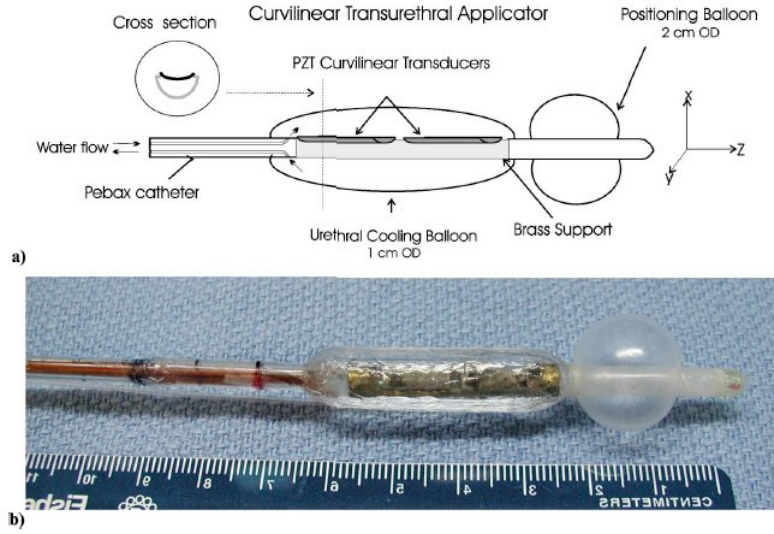 Curvilinear Transurethral Applicator
Positioning Balloon
2 cm OD
Cross section
PZT Curvilinear Transducers
Water flow
Pebax catheter
X
Z
Y
Urethral Cooling Balloon
1 cm OD
Brass Support
a)
11 10 9 8 7 6 5 4 3 2 1
CENTIMETERS
b)